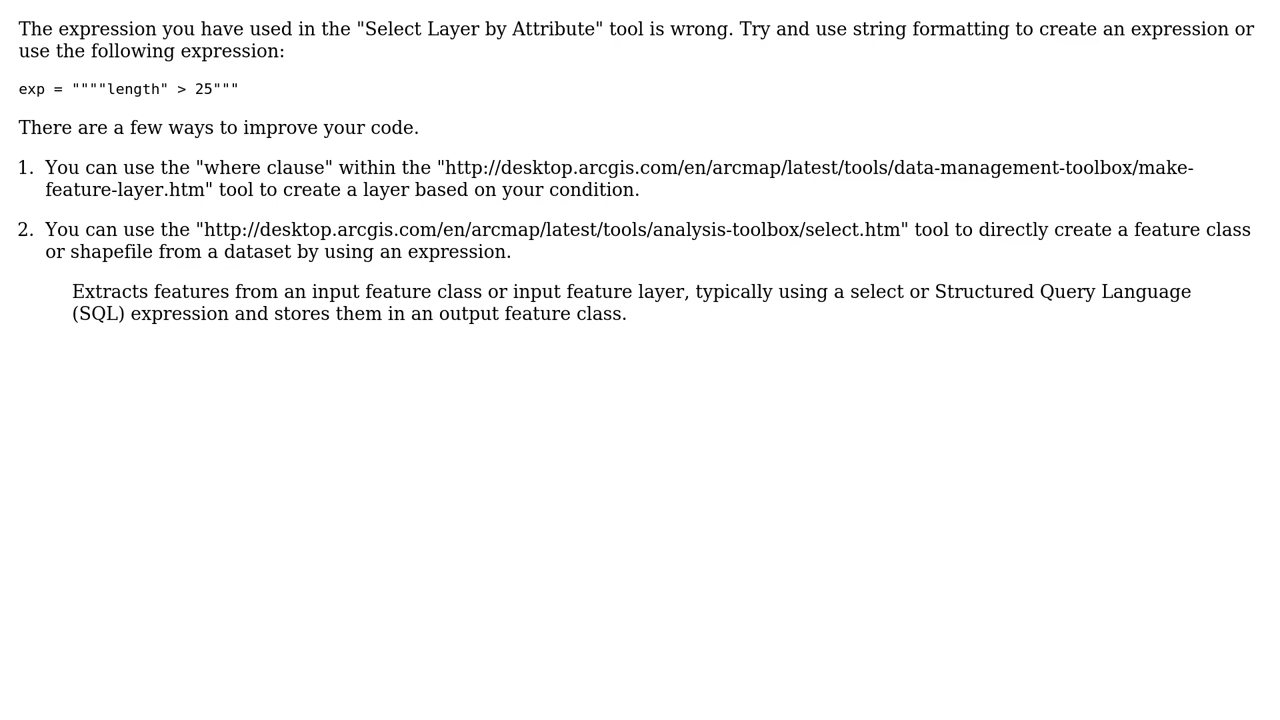 The expression you have used in the "Select Layer by Attribute" tool is wrong. Try and use string formatting to create an expression or
use the following expression:
exp = """"length" > 25"""
There are a few ways to improve your code.
1. You can use the "where clause" within the "http://desktop.arcgis.com/en/arcmap/latest/tools/data-management-toolbox/make-
feature-layer.htm" tool to create a layer based on your condition.
2. You can use the "http://desktop.arcgis.com/en/arcmap/latest/tools/analysis-toolbox/select.htm" tool to directly create a feature class
or shapefile from a dataset by using an expression.
Extracts features from an input feature class or input feature layer, typically using a select or Structured Query Language
(SQL) expression and stores them in an output feature class.